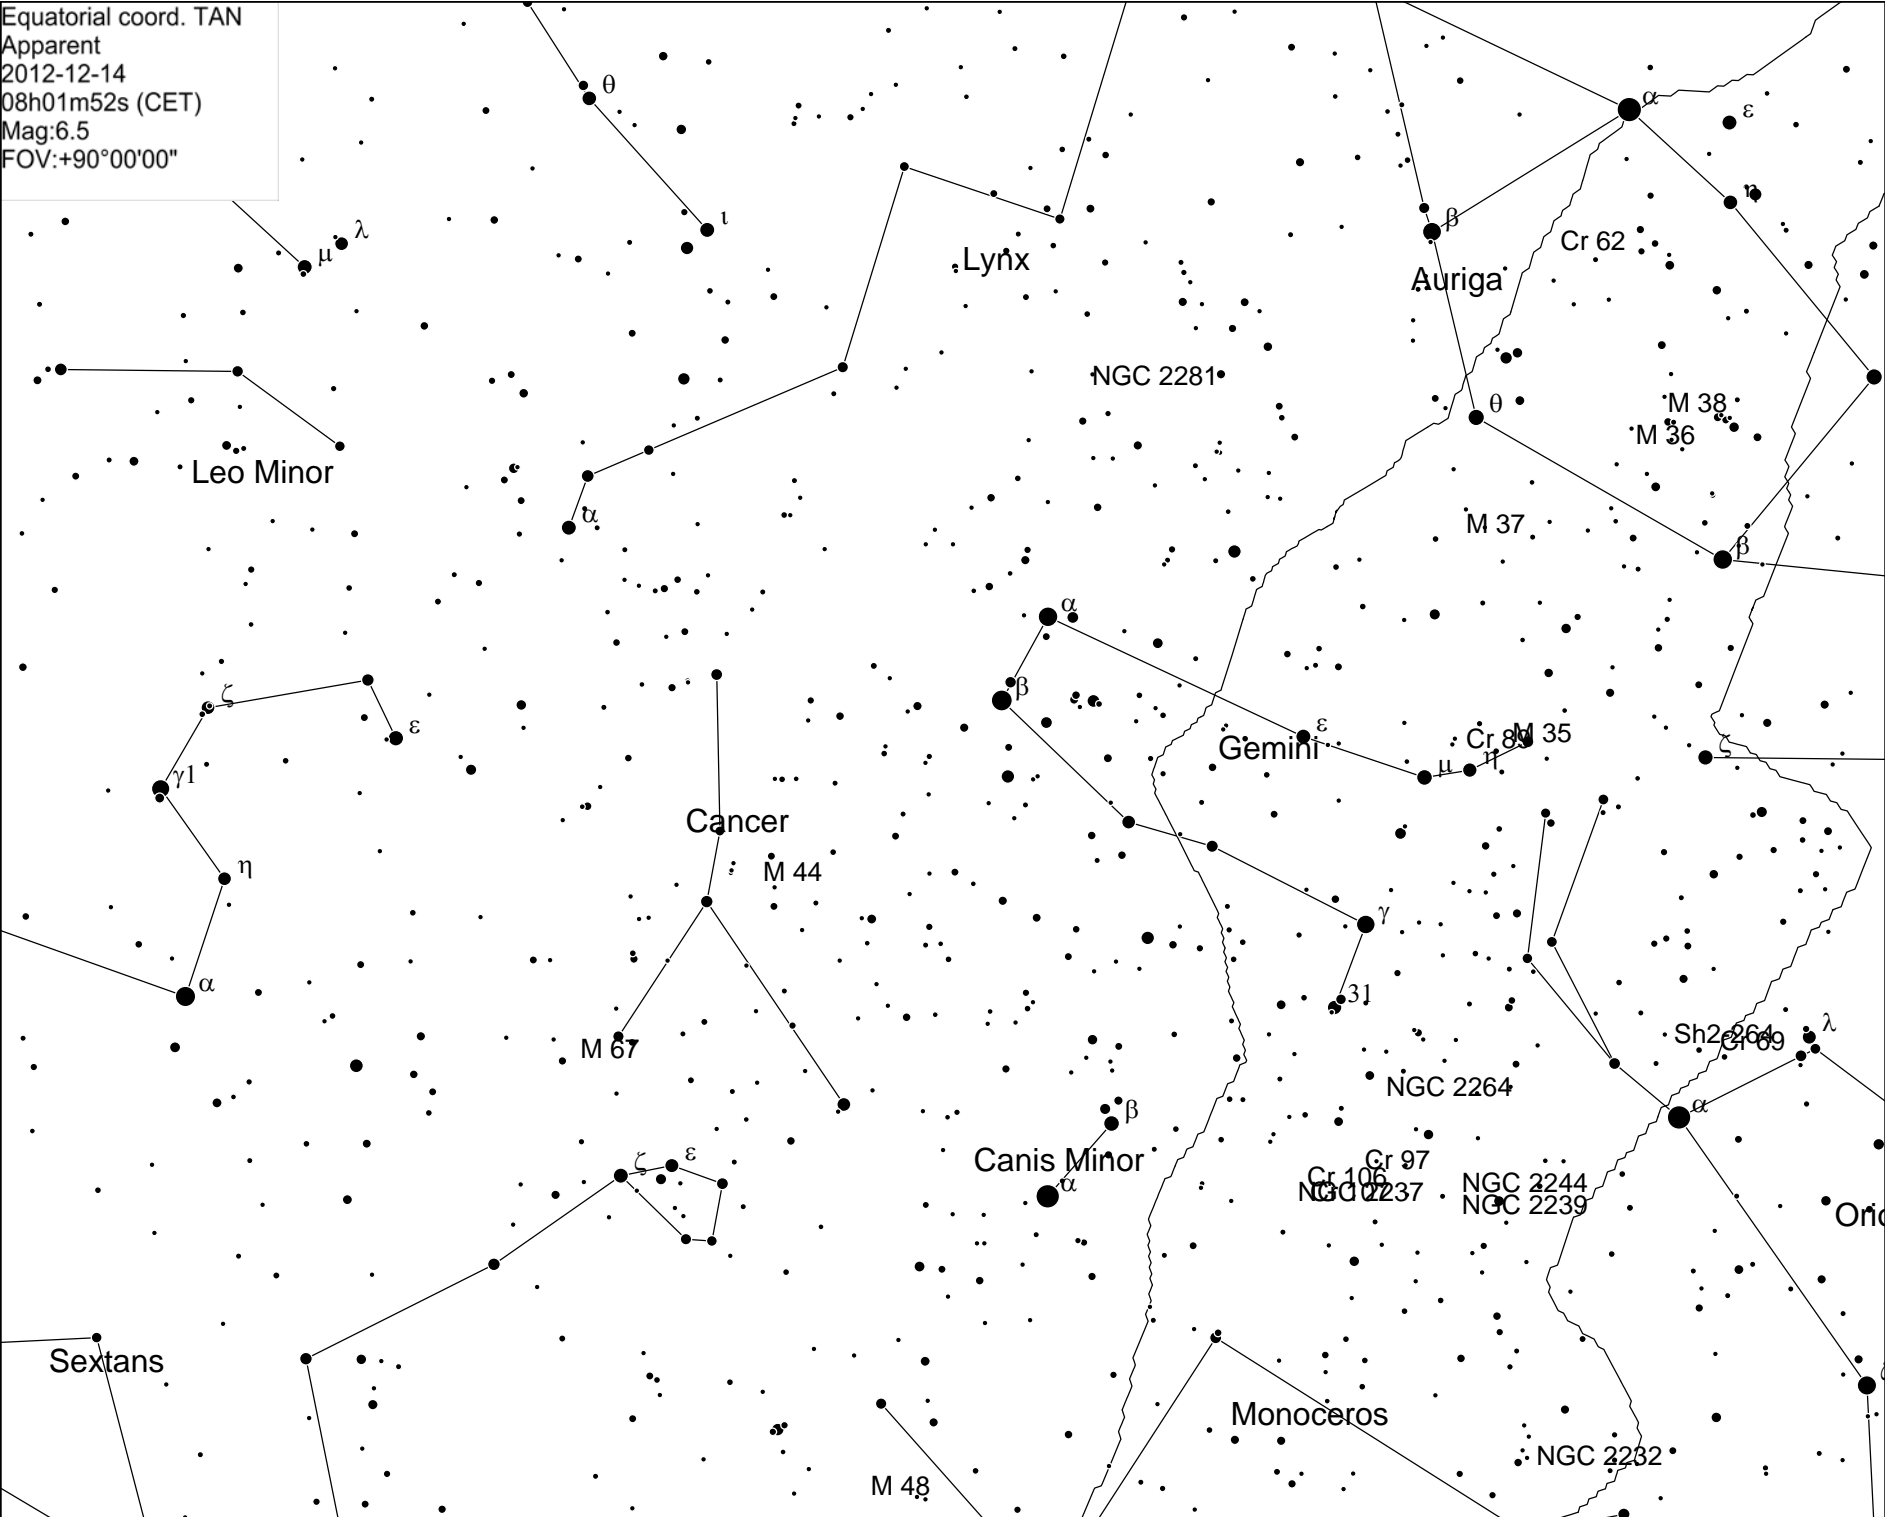 Equatorial coord. TAN
Apparent
2012-12-14
08h01m52s (CET)
Mag:6.5
FOV:+90°00'00"
θ
α
ε
η
β
ι
λ
μ
Cr 62
Lynx
Auriga
NGC 2281
M 38
θ
M 36
Leo Minor
α
M 37
β
α
β
ζ
ε
ε
Gemini
Cr 89
M 35
η
μ
ζ
γ1
Cancer
M 44
η
γ
α
31
λ
Sh2-264
Cr 69
M 67
NGC 2264
α
β
Canis Minor
α
ζ
ε
Cr 97
Cr 106
NGC 2237
NGC 2244
NGC 2239
Sextans
Monoceros
NGC 2232
M 48